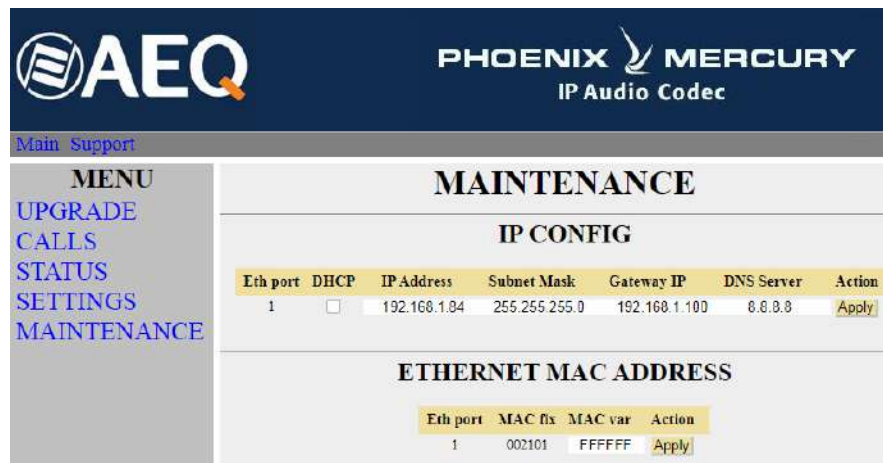 AEQ
PHOENIX MERCURY
IP Audio Codec
Main Support
MENU
UPGRADE
CALLS
STATUS
SETTINGS
MAINTENANCE
MAINTENANCE
IP CONFIG
Eth port DHCP IP Address Subnet Mask Gateway IP DNS Server Action
1 192.168.1.84 255.255.255.0 192.168.1.100 8.8.8.8 Apply
ETHERNET MAC ADDRESS
Eth port MAC fix MAC var Action
1 002101 FFFFFF Apply